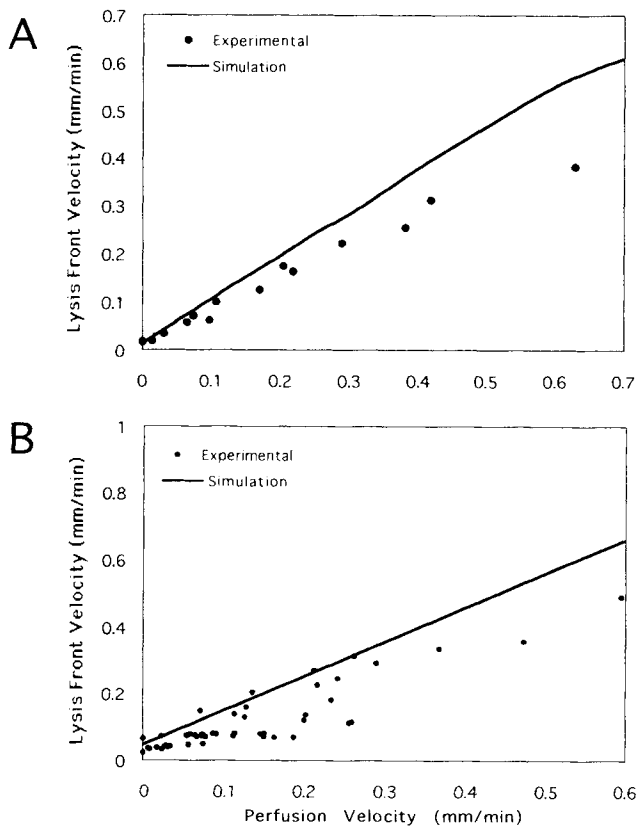 A
Lysis Front Velocity (mm/min)
0.7
0.6
0.5
0.4
0.3
0.2
0.1
0
Experimental
Simulation
0 0.1 0.2 0.3 0.4 0.5 0.6 0.7
B
Lysis Front Velocity (mm/min)
1
0.8
0.6
0.4
0.2
0
Experimental
Simulation
0 0.1 0.2 0.3 0.4 0.5 0.6
Perfusion Velocity (mm/min)